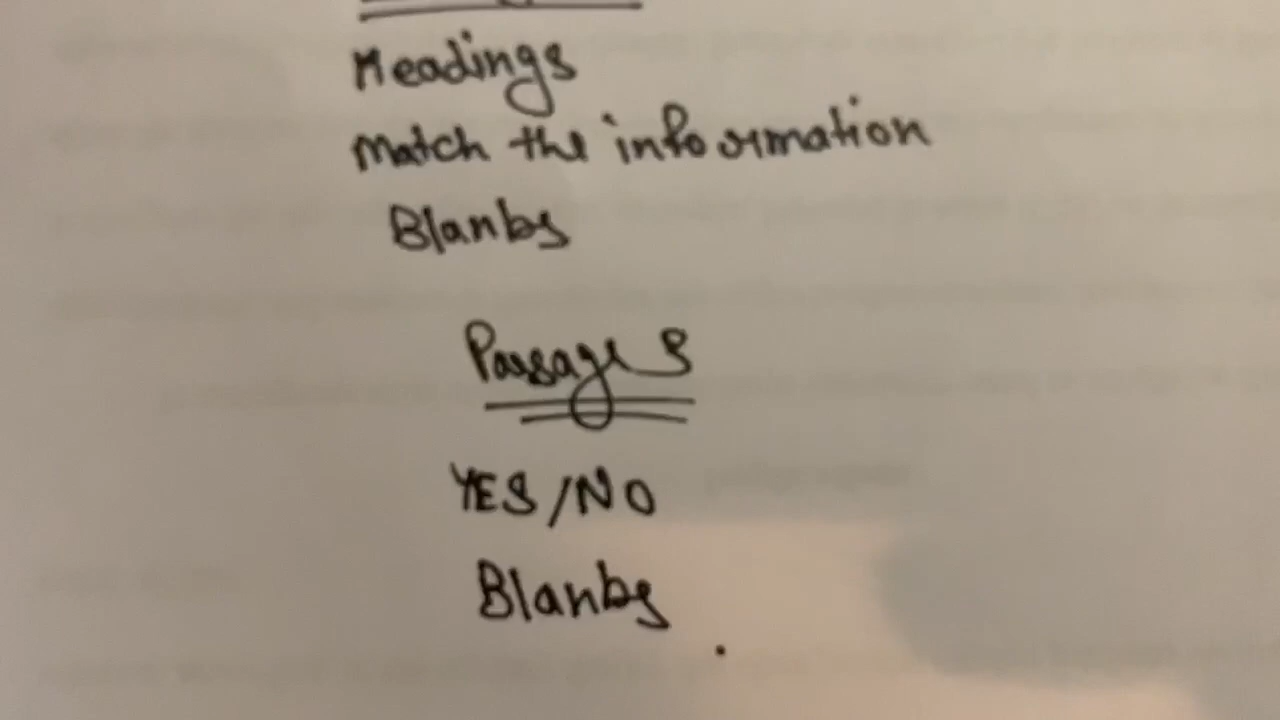 Headings
Match the information
Blanks
Passage 3
YES/NO
Blanks